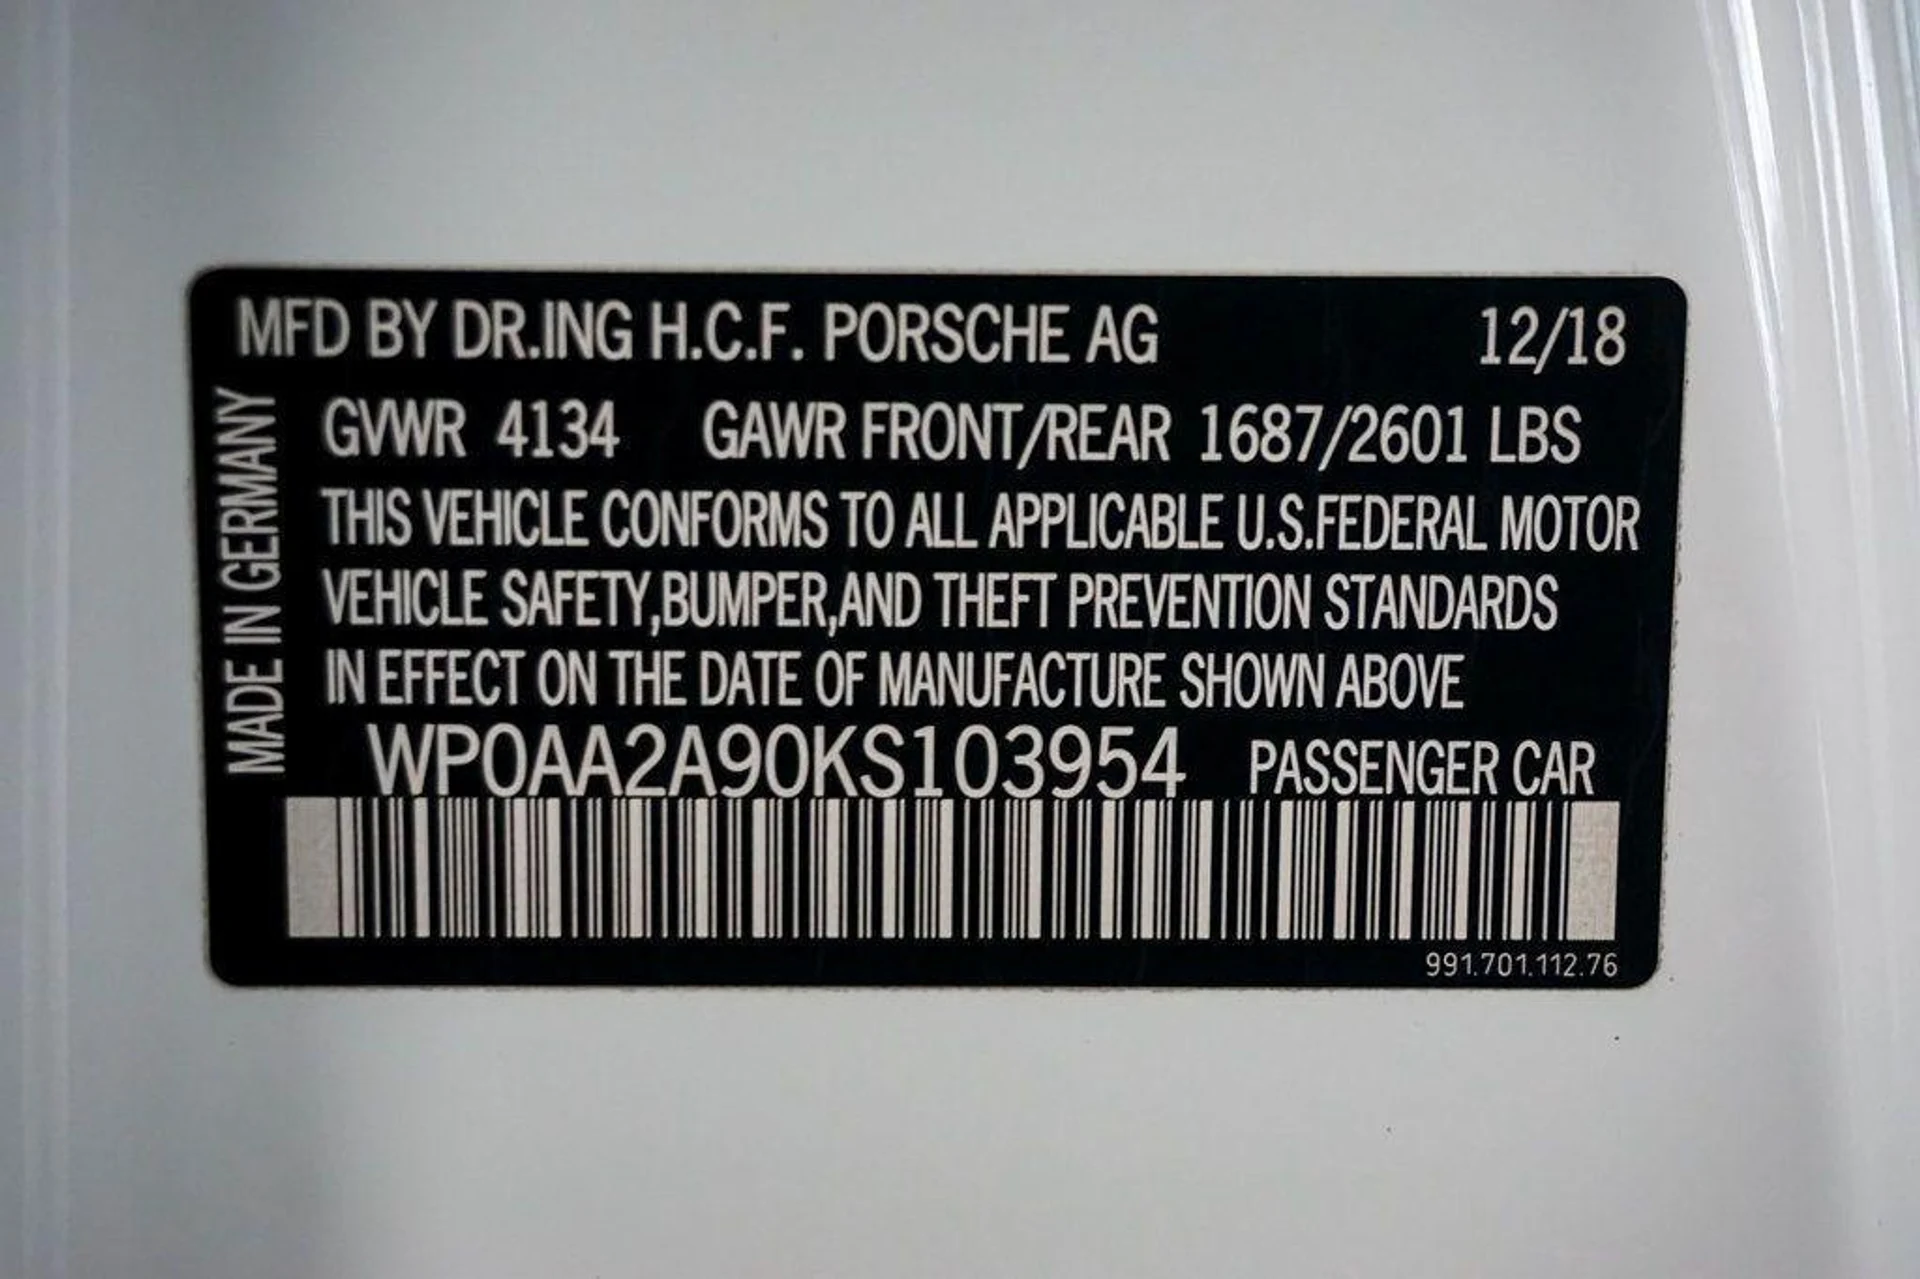 MFD BY DR.ING H.C.F. PORSCHE AG 12/18
GVWR 4134 GAWR FRONT/REAR 1687/2601 LBS
THIS VEHICLE CONFORMS TO ALL APPLICABLE U.S.FEDERAL MOTOR
VEHICLE SAFETY,BUMPER,AND THEFT PREVENTION STANDARDS
IN EFFECT ON THE DATE OF MANUFACTURE SHOWN ABOVE
WP0AA2A90KS103954 PASSENGER CAR
991.701.112.76
MADE IN GERMANY